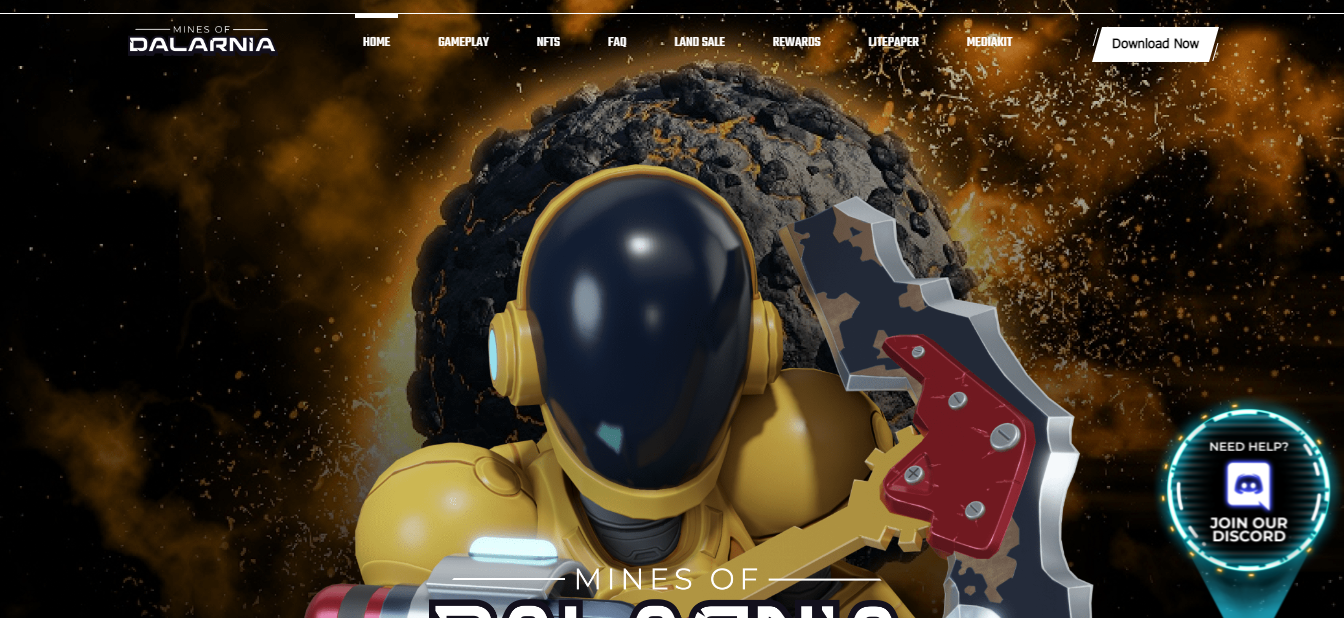 MINES OF
DALARNIA
HOME
GAMEPLAY
NFTS
FAQ
LAND SALE
REWARDS
LITEPAPER
MEDIAKIT
Download Now
NEED HELP?
JOIN OUR
DISCORD
MINES OF
DALARNIA